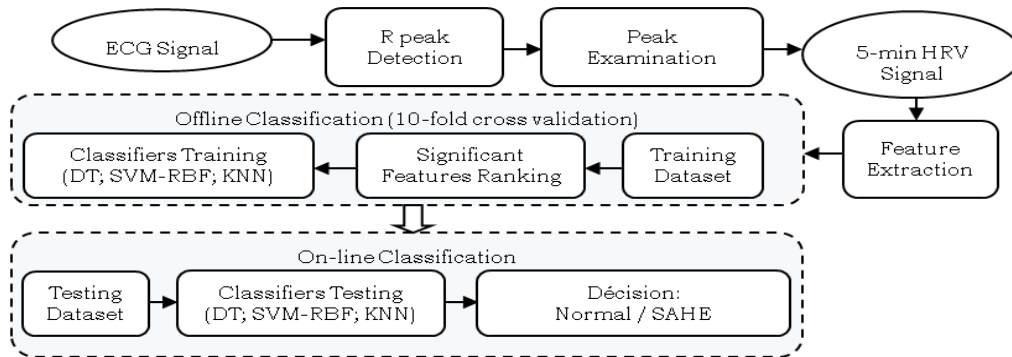 ECG Signal
R peak
Detection
Peak
Examination
5-min HRV
Signal
Feature
Extraction
Offline Classification (10-fold cross validation)
Training
Dataset
Significant
Features Ranking
Classifiers Training
(DT; SVM-RBF; KNN)
On-line Classification
Testing
Dataset
Classifiers Testing
(DT; SVM-RBF; KNN)
Décision:
Normal / SAHE